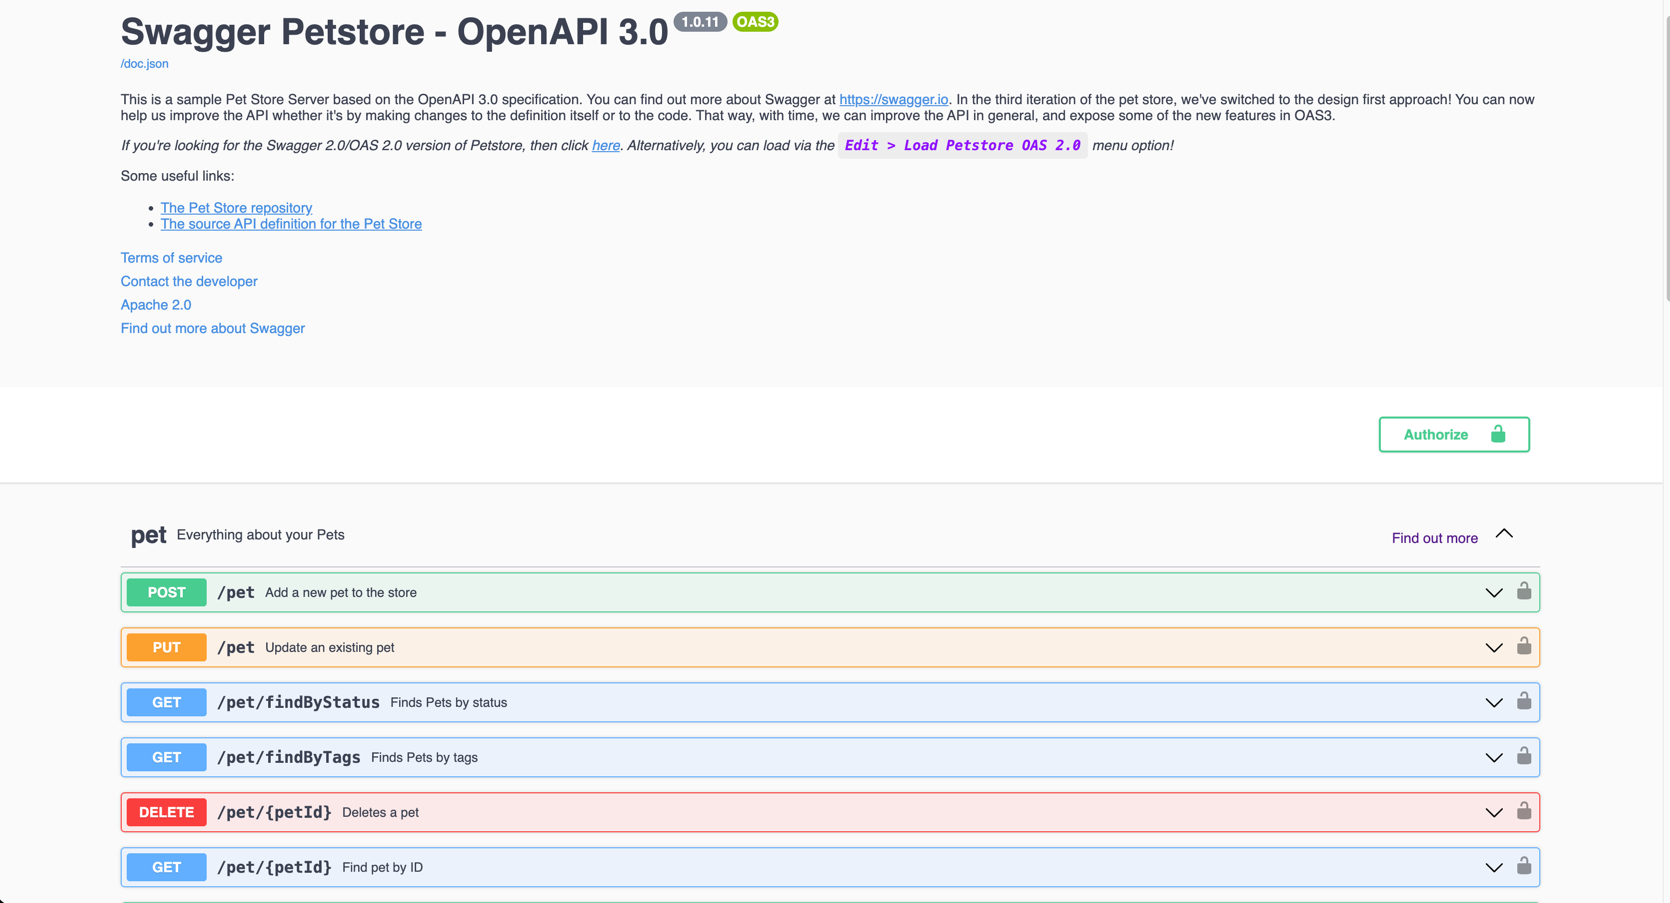 Swagger Petstore - OpenAPI 3.0 1.0.11 OAS3
/doc.json
This is a sample Pet Store Server based on the OpenAPI 3.0 specification. You can find out more about Swagger at https://swagger.io. In the third iteration of the pet store, we've switched to the design first approach! You can now
help us improve the API whether it's by making changes to the definition itself or to the code. That way, with time, we can improve the API in general, and expose some of the new features in OAS3.
If you're looking for the Swagger 2.0/OAS 2.0 version of Petstore, then click here. Alternatively, you can load via the Edit > Load Petstore OAS 2.0 menu option!
Some useful links:
• The Pet Store repository
• The source API definition for the Pet Store
Terms of service
Contact the developer
Apache 2.0
Find out more about Swagger
Authorize
pet Everything about your Pets Find out more
POST /pet Add a new pet to the store
PUT /pet Update an existing pet
GET /pet/findByStatus Finds Pets by status
GET /pet/findByTags Finds Pets by tags
DELETE /pet/{petId} Deletes a pet
GET /pet/{petId} Find pet by ID